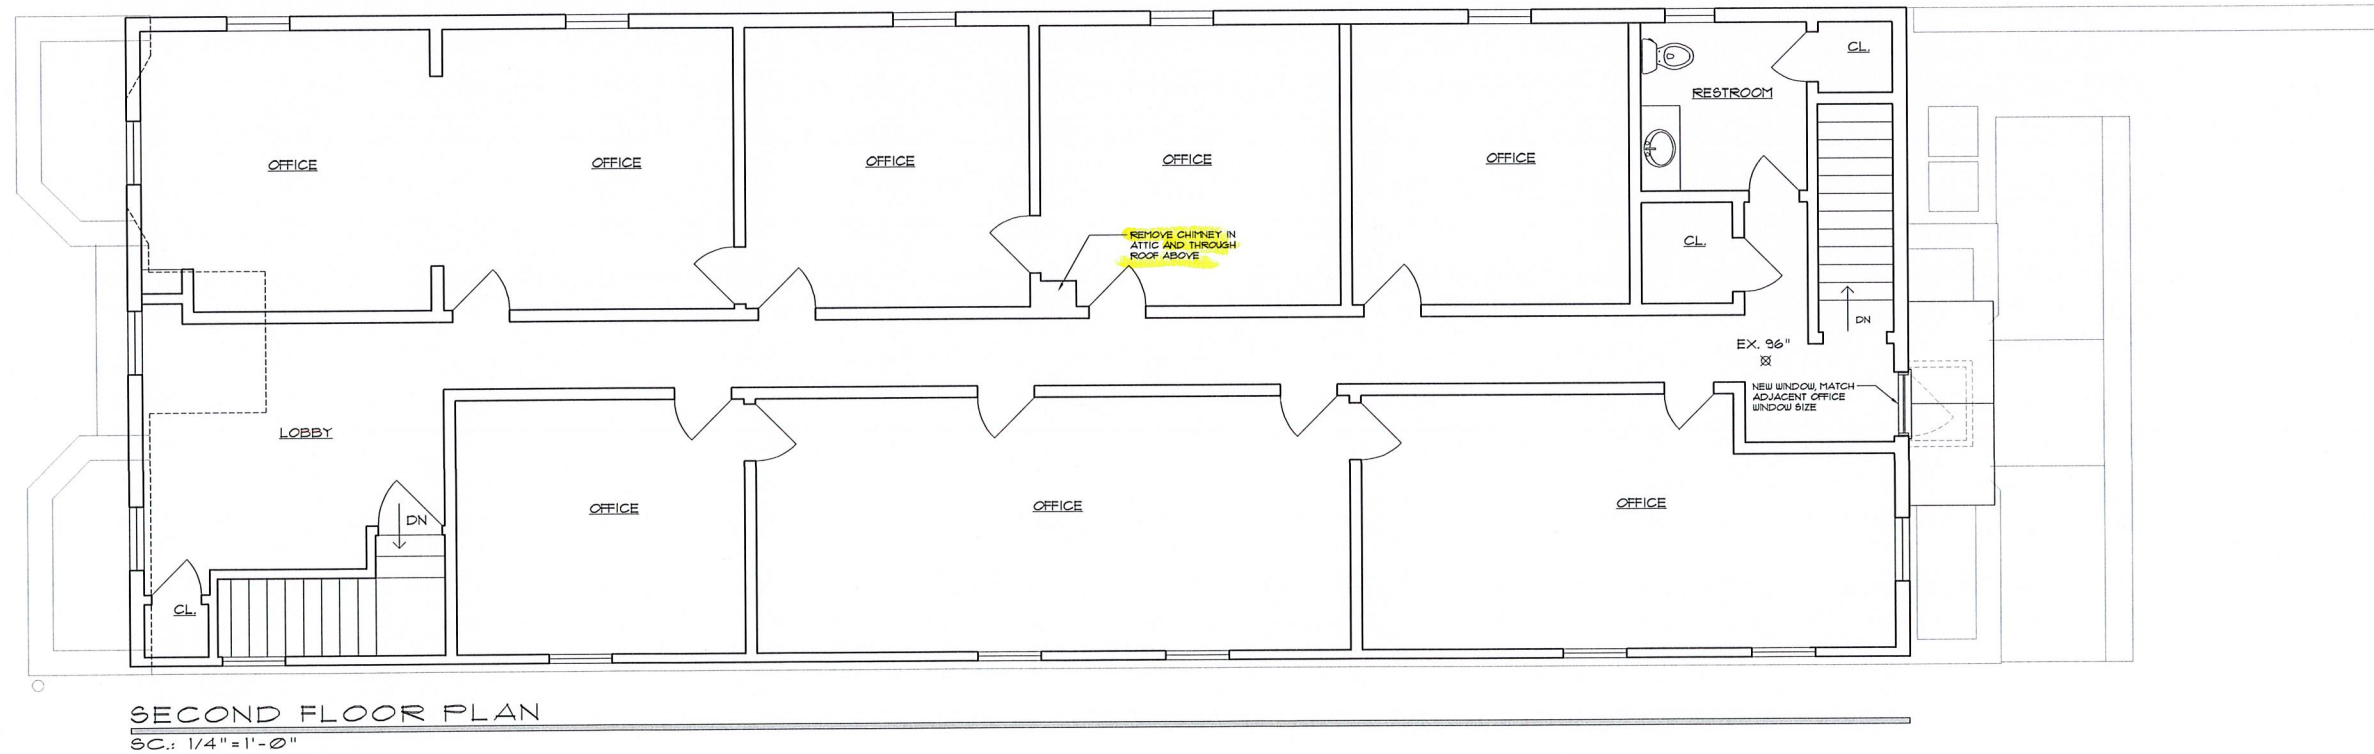 CL.
RESTROOM
OFFICE
OFFICE
OFFICE
OFFICE
OFFICE
REMOVE CHIMNEY IN
ATTIC AND THROUGH
ROOF ABOVE
CL.
DN
EX. 96"
NEW WINDOW, MATCH
ADJACENT OFFICE
WINDOW SIZE
LOBBY
OFFICE
OFFICE
OFFICE
DN
CL.
SECOND FLOOR PLAN
SC.: 1/4"=1'-0"